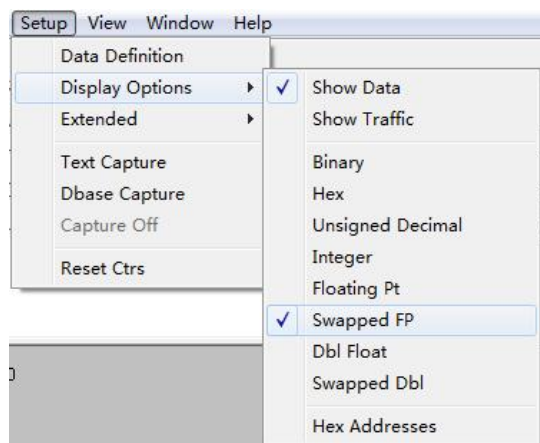 Setup View Window Help
Data Definition
Display Options
Extended
Text Capture
Dbase Capture
Capture Off
Reset Ctrs
Show Data
Show Traffic
Binary
Hex
Unsigned Decimal
Integer
Floating Pt
Swapped FP
Dbl Float
Swapped Dbl
Hex Addresses